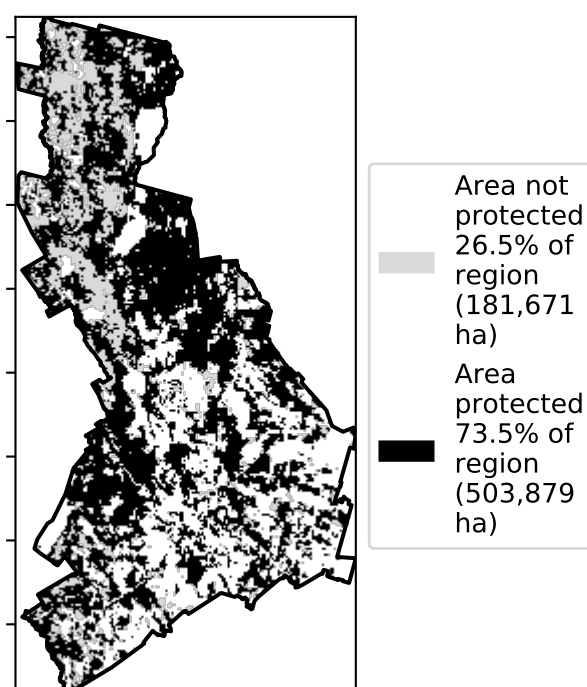 Area not
protected
26.5% of
region
(181,671
ha)
Area
protected
73.5% of
region
(503,879
ha)